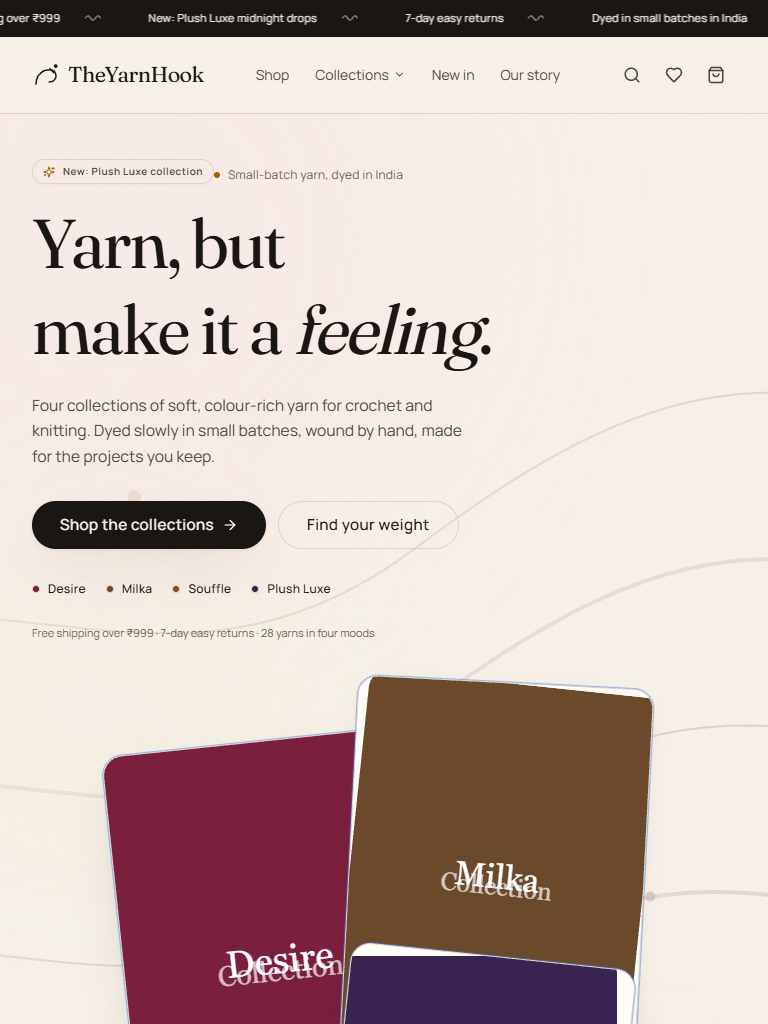 over ₹999
New: Plush Luxe midnight drops
7-day easy returns
Dyed in small batches in India
TheYarnHook
Shop
Collections
New in
Our story
New: Plush Luxe collection
Small-batch yarn, dyed in India
Yarn, but
make it a feeling.
Four collections of soft, colour-rich yarn for crochet and
knitting. Dyed slowly in small batches, wound by hand, made
for the projects you keep.
Shop the collections
Find your weight
Desire
Milka
Souffle
Plush Luxe
Free shipping over ₹999 · 7-day easy returns · 28 yarns in four moods
Milka
Collection
Desire
Collection